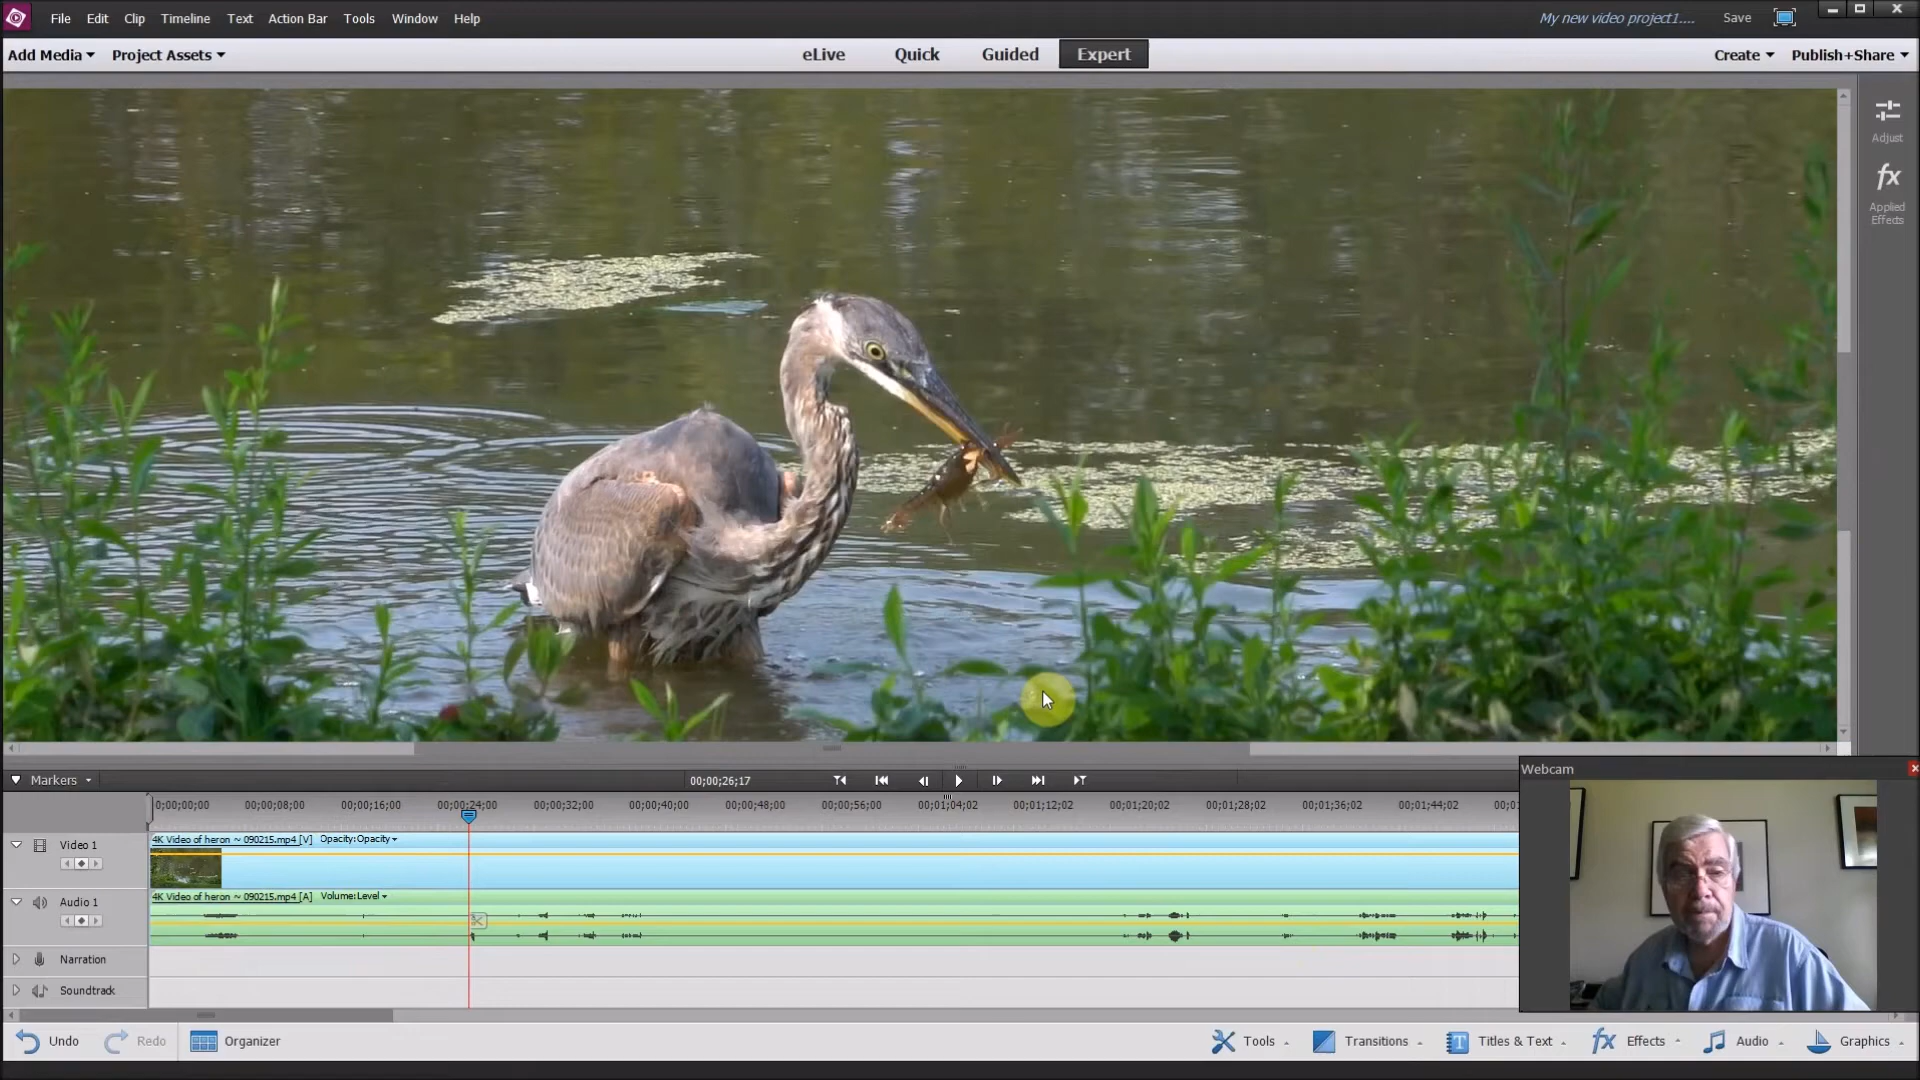 File Edit Clip Timeline Text Action Bar Tools Window Help My new video project1.... Save
Add Media Project Assets eLive Quick Guided Expert Create Publish+Share
Adjust
fx
Applied
Effects
Webcam
Markers 00;00;26;17
0;00;00;00 00;00;08;00 00;00;16;00 00;00;24;00 00;00;32;00 00;00;40;00 00;00;48;00 00;00;56;00 00;01;04;02 00;01;12;02 00;01;20;02 00;01;28;02 00;01;36;02 00;01;44;02
Video 1 4K Video of heron ~ 090215.mp4 [V] Opacity:Opacity
Audio 1 4K Video of heron ~ 090215.mp4 [A] Volume:Level
Narration
Soundtrack
Undo Redo Organizer Tools Transitions T Titles & Text fx Effects Audio Graphics